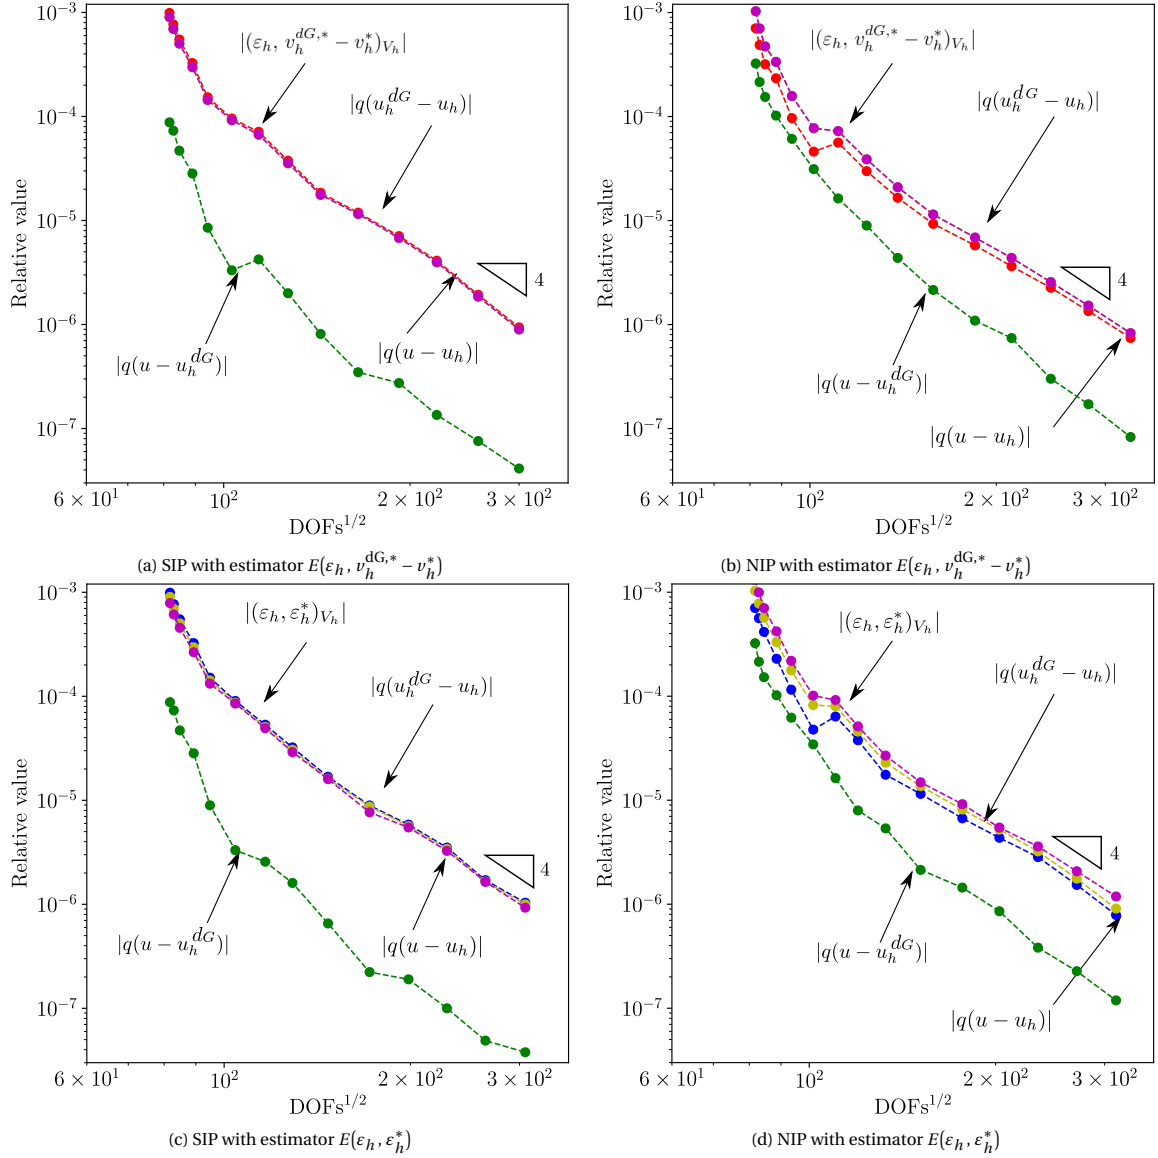 10^{-3}
10^{-4}
10^{-5}
10^{-6}
10^{-7}
Relative value
|(ε_h, v_h^{dG,*} − v_h^*)_{V_h}|
|q(u_h^{dG} − u_h)|
4
|q(u − u_h)|
|q(u − u_h^{dG})|
6 × 10^1
10^2
2 × 10^2
3 × 10^2
DOFs^{1/2}
(a) SIP with estimator E(ε_h, v_h^{dG,*} − v_h^*)
10^{-3}
10^{-4}
10^{-5}
10^{-6}
10^{-7}
Relative value
|(ε_h, v_h^{dG,*} − v_h^*)_{V_h}|
|q(u_h^{dG} − u_h)|
4
|q(u − u_h^{dG})|
|q(u − u_h)|
6 × 10^1
10^2
2 × 10^2
3 × 10^2
DOFs^{1/2}
(b) NIP with estimator E(ε_h, v_h^{dG,*} − v_h^*)
10^{-3}
10^{-4}
10^{-5}
10^{-6}
10^{-7}
Relative value
|(ε_h, ε_h^*)_{V_h}|
|q(u_h^{dG} − u_h)|
4
|q(u − u_h^{dG})|
|q(u − u_h)|
6 × 10^1
10^2
2 × 10^2
3 × 10^2
DOFs^{1/2}
(c) SIP with estimator E(ε_h, ε_h^*)
10^{-3}
10^{-4}
10^{-5}
10^{-6}
10^{-7}
Relative value
|(ε_h, ε_h^*)_{V_h}|
|q(u_h^{dG} − u_h)|
4
|q(u − u_h^{dG})|
|q(u − u_h)|
6 × 10^1
10^2
2 × 10^2
3 × 10^2
DOFs^{1/2}
(d) NIP with estimator E(ε_h, ε_h^*)